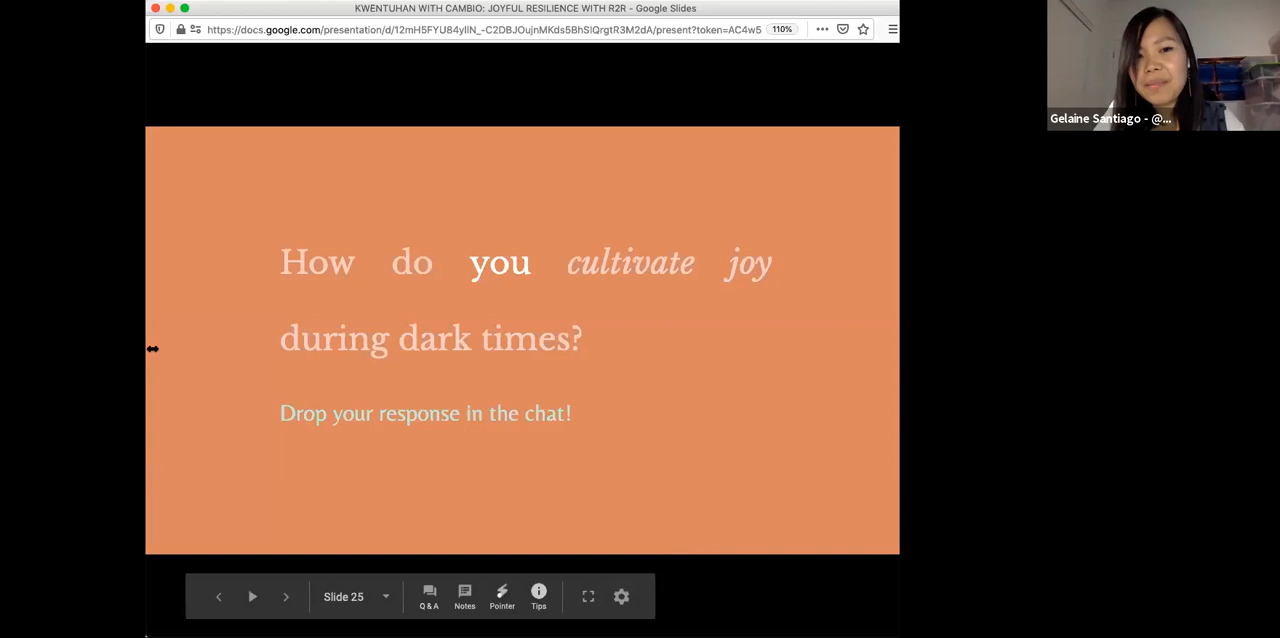 KWENTUHAN WITH CAMBIO: JOYFUL RESILIENCE WITH R2R - Google Slides
https://docs.google.com/presentation/d/12mH5FYU84yllN_-C2DBJOujnMKds5BhSlQrgtR3M2dA/present?token=AC4w5
110%
Gelaine Santiago - @...
How do you cultivate joy
during dark times?
Drop your response in the chat!
Slide 25
Q & A
Notes
Pointer
Tips